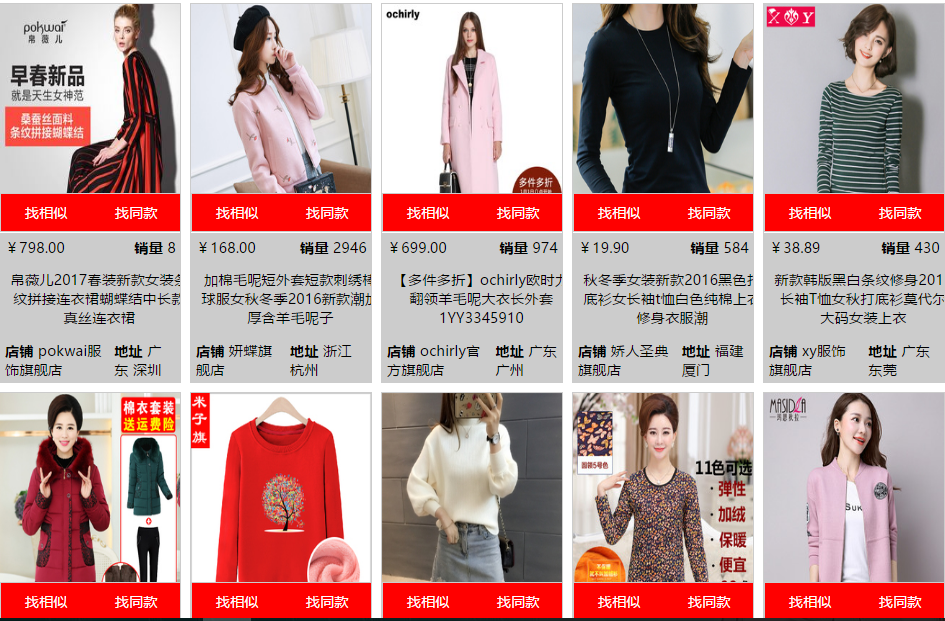 pokwai
帛薇儿
早春新品
就是天生女神范
桑蚕丝面料
条纹拼接蝴蝶结
ochirly
多件多折
X Y
找相似 找同款
找相似 找同款
找相似 找同款
找相似 找同款
找相似 找同款
￥798.00 销量 8
￥168.00 销量 2946
￥699.00 销量 974
￥19.90 销量 584
￥38.89 销量 430
帛薇儿2017春装新款女装条
纹拼接连衣裙蝴蝶结中长款
真丝连衣裙
加棉毛呢短外套短款刺绣棒
球服女秋冬季2016新款潮加
厚含羊毛呢子
【多件多折】ochirly欧时力
翻领羊毛呢大衣长外套
1YY3345910
秋冬季女装新款2016黑色打
底衫女长袖t恤白色纯棉上衣
修身衣服潮
新款韩版黑白条纹修身201
长袖T恤女秋打底衫莫代尔
大码女装上衣
店铺 pokwai服
饰旗舰店
地址 广
东 深圳
店铺 妍蝶旗
舰店
地址 浙江
杭州
店铺 ochirly官
方旗舰店
地址 广东
广州
店铺 娇人圣典
旗舰店
地址 福建
厦门
店铺 xy服饰
旗舰店
地址 广东
东莞
棉衣套装
送运费险
米子旗
圆领5号色
11色可选
·弹性
·加绒
·保暖
·便宜
MASIDZA
找相似 找同款
找相似 找同款
找相似 找同款
找相似 找同款
找相似 找同款